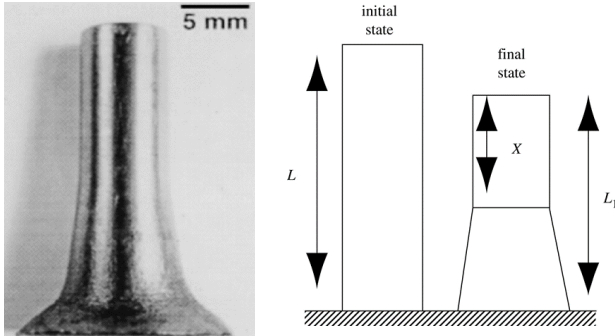 5 mm
initial
state
final
state
X
L
L1